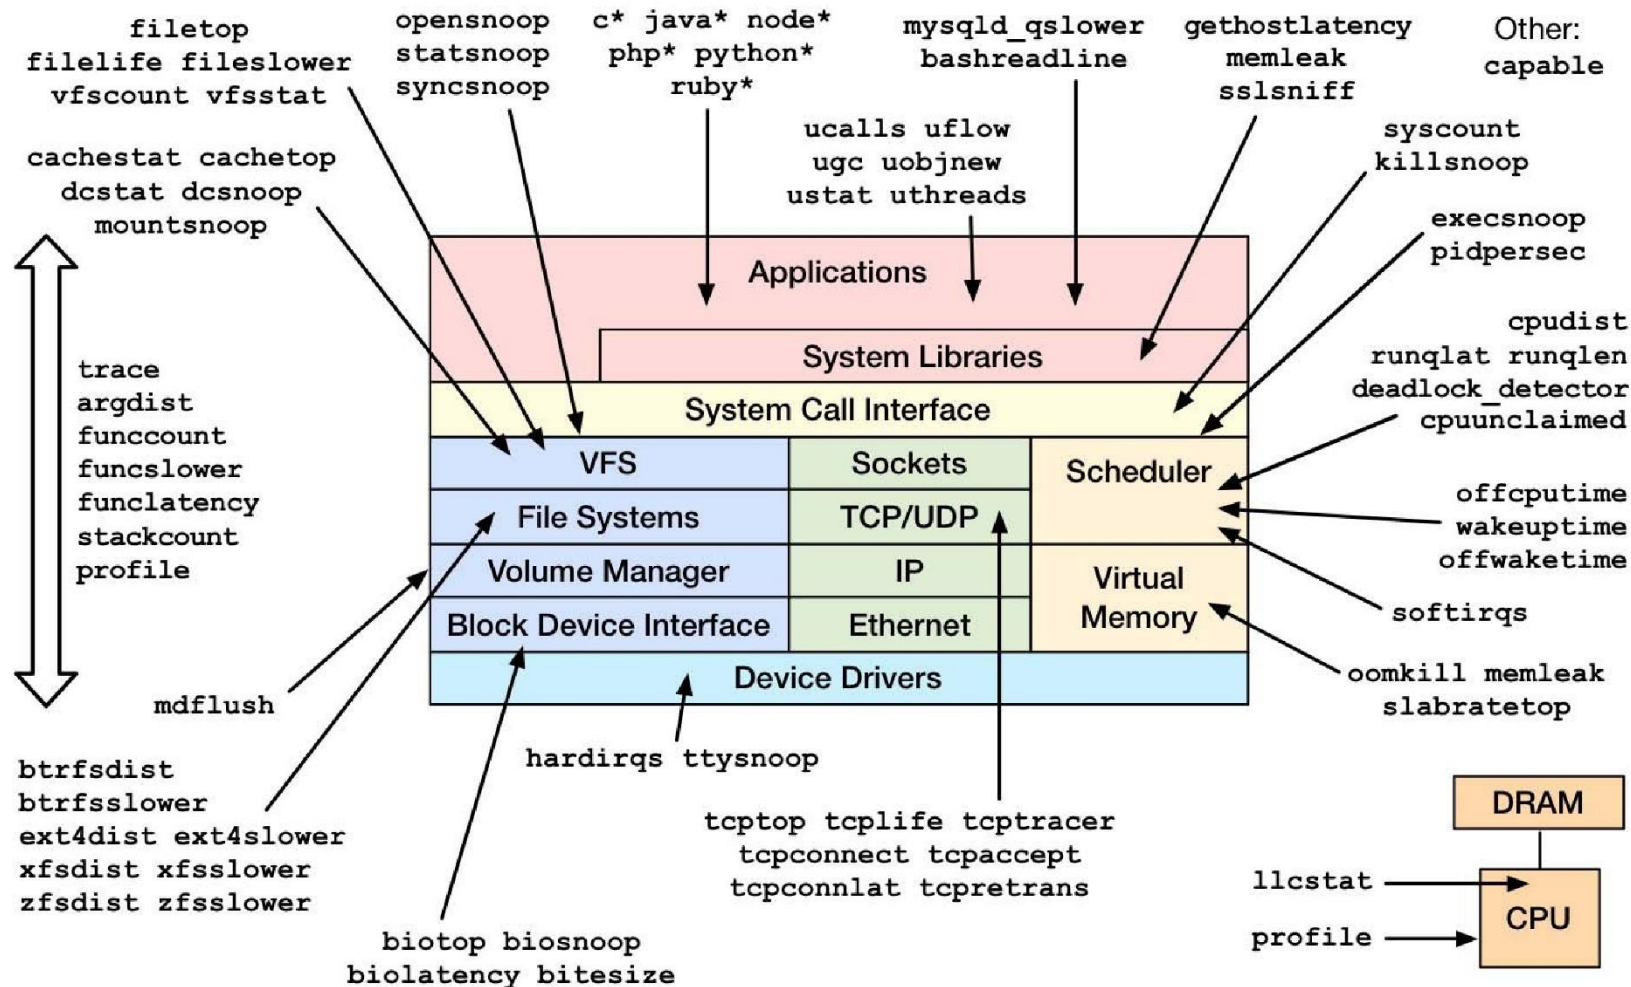 filetop
filelife fileslower
vfscount vfsstat
opensnoop
statsnoop
syncsnoop
c* java* node*
php* python*
ruby*
mysqld_qslower
bashreadline
gethostlatency
memleak
sslsniff
Other:
capable
ucalls uflow
ugc uobjnew
ustat uthreads
syscount
killsnoop
cachestat cachetop
dcstat dcsnoop
mountsnoop
execsnoop
pidpersec
trace
argdist
funccount
funcslower
funclatency
stackcount
profile
Applications
System Libraries
System Call Interface
VFS
Sockets
Scheduler
File Systems
TCP/UDP
Volume Manager
IP
Virtual
Memory
Block Device Interface
Ethernet
Device Drivers
cpudist
runqlat runqlen
deadlock_detector
cpuunclaimed
offcputime
wakeuptime
offwaketime
softirqs
oomkill memleak
slabratetop
mdflush
hardirqs ttysnoop
btrfsdist
btrfsslower
ext4dist ext4slower
xfsdist xfsslower
zfsdist zfsslower
tcptop tcplife tcptracer
tcpconnect tcpaccept
tcpconnlat tcpretrans
biotop biosnoop
biolatency bitesize
DRAM
llcstat
CPU
profile